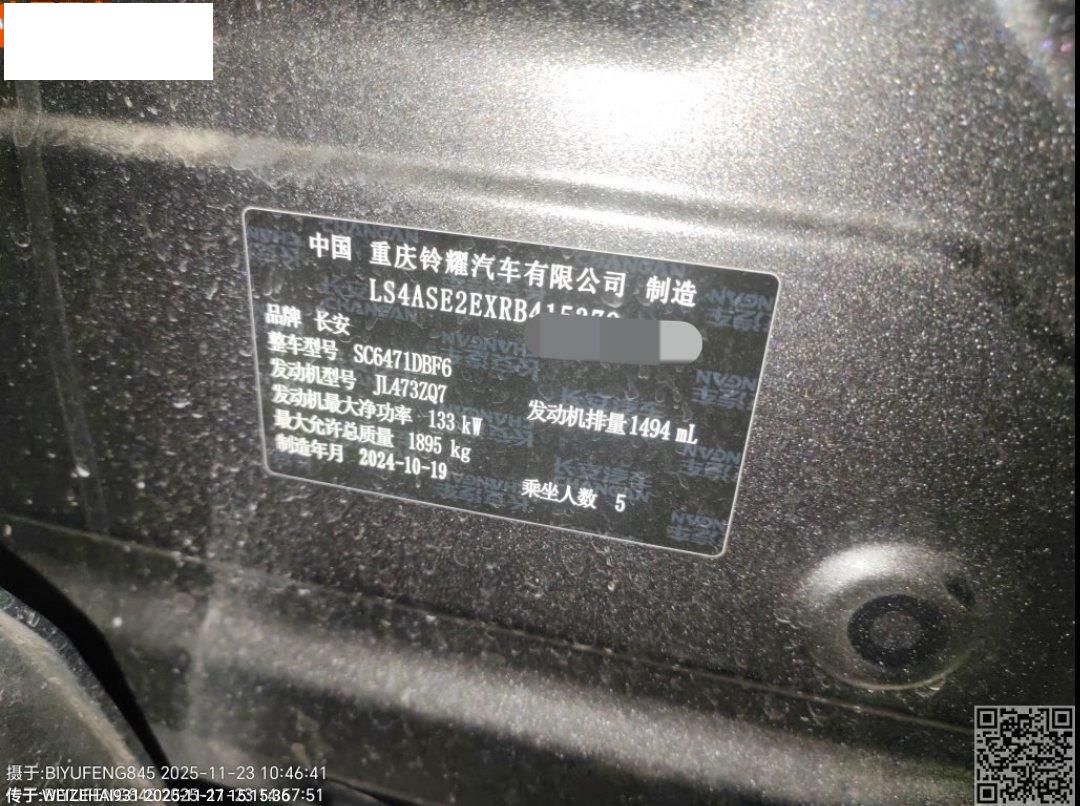 中国 重庆铃耀汽车有限公司 制造
LS4ASE2EXRB415
品牌 长安
整车型号 SC6471DBF6
发动机型号 JL473ZQ7
发动机最大净功率 133 kW
发动机排量 1494 mL
最大允许总质量 1895 kg
制造年月 2024-10-19
乘坐人数 5
摄于:BIYUFENG845 2025-11-23 10:46:41